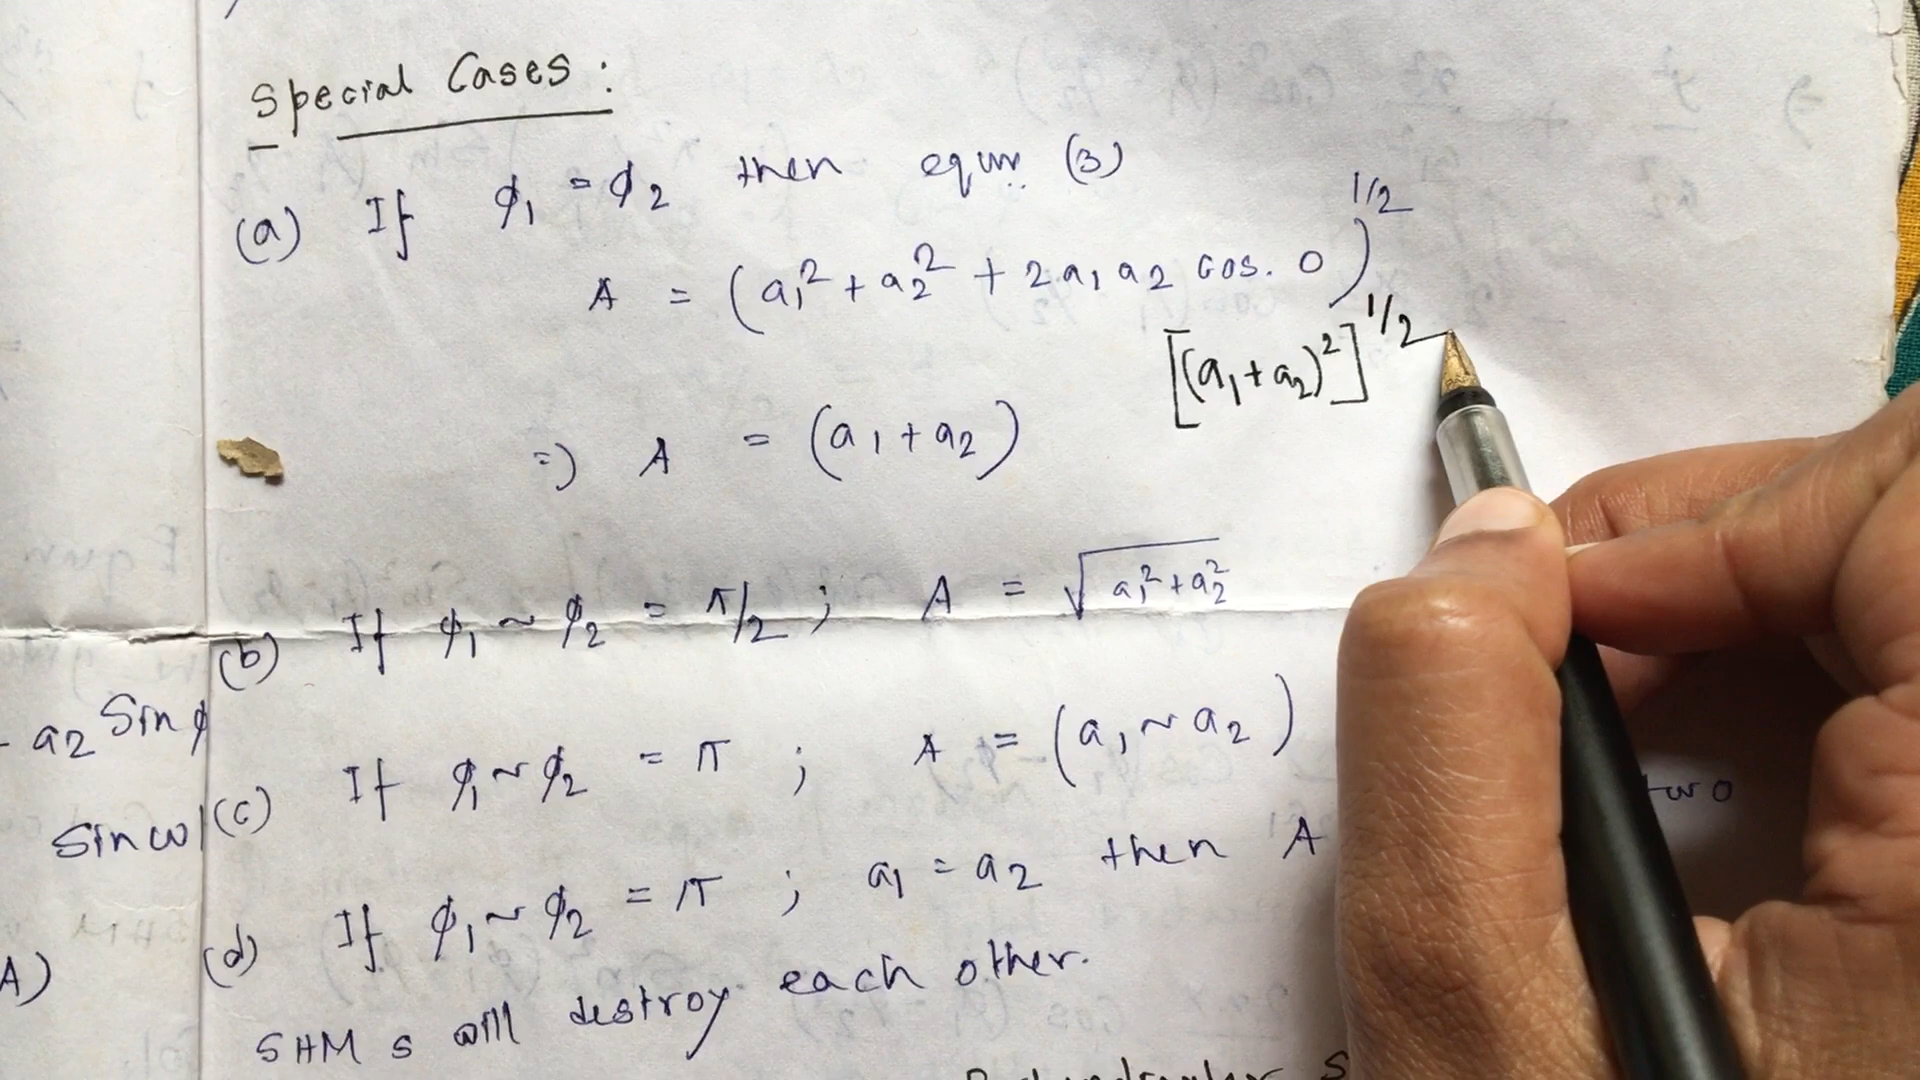 Special Cases:
(a) If ϕ₁ = ϕ₂ then equn. (3)
A = (a₁² + a₂² + 2a₁a₂ cos. 0)^1/2
[(a₁+a₂)²]^1/2
=) A = (a₁+a₂)
(b) If ϕ₁ ~ ϕ₂ = π/2 ; A = √a₁²+a₂²
- a₂ Sin ϕ
(c) If ϕ₁ ~ ϕ₂ = π ; A = (a₁ ~ a₂)
Sin ω
(d) If ϕ₁ ~ ϕ₂ = π ; a₁ = a₂ then A two
A)
SHM s will destroy each other.